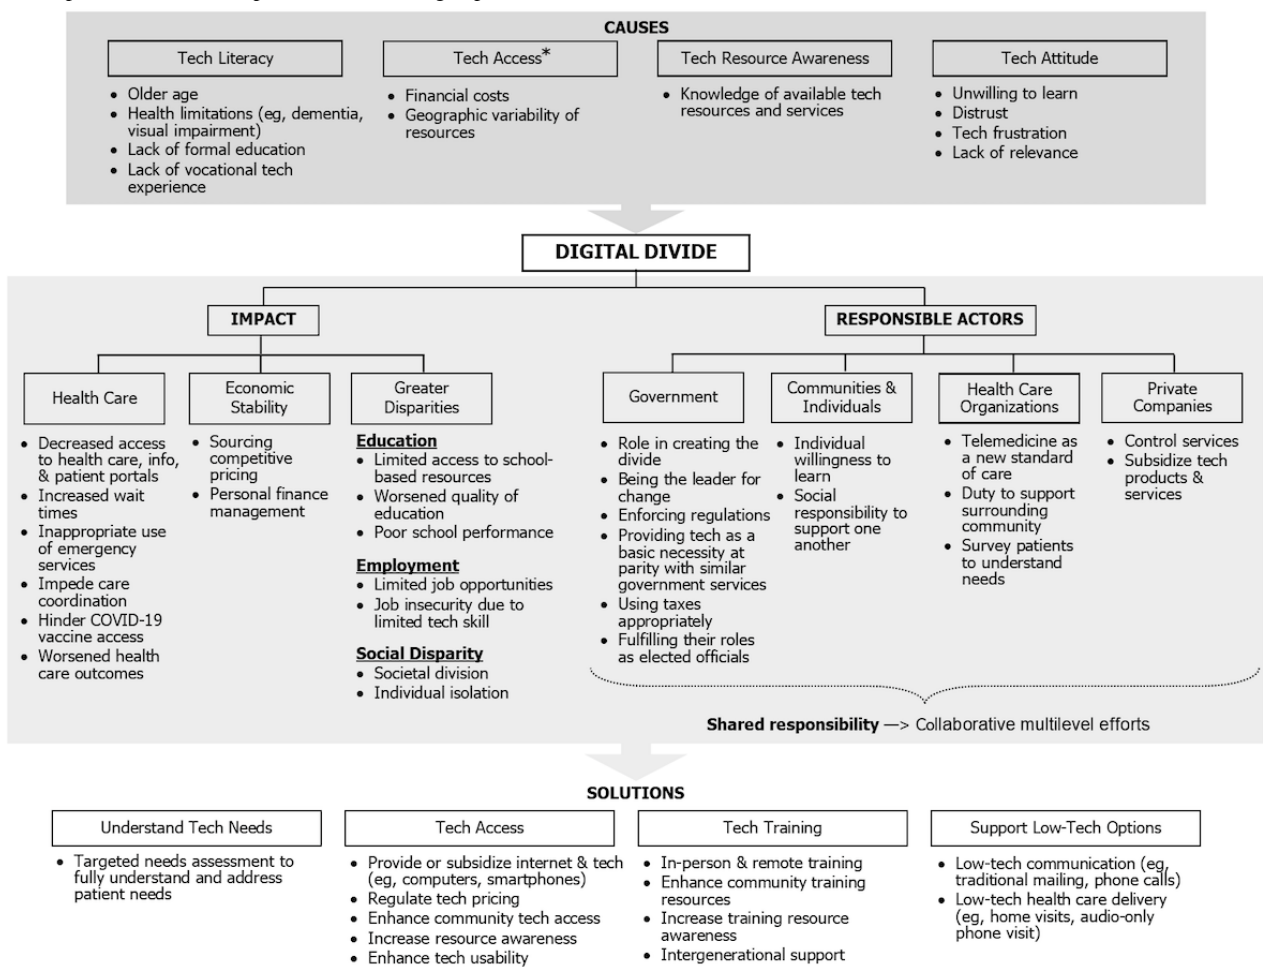 CAUSES
Tech Literacy
• Older age
• Health limitations (eg, dementia,
visual impairment)
• Lack of formal education
• Lack of vocational tech
experience
Tech Access*
• Financial costs
• Geographic variability of
resources
Tech Resource Awareness
• Knowledge of available tech
resources and services
Tech Attitude
• Unwilling to learn
• Distrust
• Tech frustration
• Lack of relevance
DIGITAL DIVIDE
IMPACT
Health Care
• Decreased access
to health care, info,
& patient portals
• Increased wait
times
• Inappropriate use
of emergency
services
• Impede care
coordination
• Hinder COVID-19
vaccine access
• Worsened health
care outcomes
Economic
Stability
• Sourcing
competitive
pricing
• Personal finance
management
Greater
Disparities
Education
• Limited access to school-
based resources
• Worsened quality of
education
• Poor school performance
Employment
• Limited job opportunities
• Job insecurity due to
limited tech skill
Social Disparity
• Societal division
• Individual isolation
RESPONSIBLE ACTORS
Government
• Role in creating the
divide
• Being the leader for
change
• Enforcing regulations
• Providing tech as a
basic necessity at
parity with similar
government services
• Using taxes
appropriately
• Fulfilling their roles
as elected officials
Communities &
Individuals
• Individual
willingness to
learn
• Social
responsibility to
support one
another
Health Care
Organizations
• Telemedicine as
a new standard
of care
• Duty to support
surrounding
community
• Survey patients
to understand
needs
Private
Companies
• Control services
• Subsidize tech
products &
services
Shared responsibility —> Collaborative multilevel efforts
SOLUTIONS
Understand Tech Needs
• Targeted needs assessment to
fully understand and address
patient needs
Tech Access
• Provide or subsidize internet & tech
(eg, computers, smartphones)
• Regulate tech pricing
• Enhance community tech access
• Increase resource awareness
• Enhance tech usability
Tech Training
• In-person & remote training
• Enhance community training
resources
• Increase training resource
awareness
• Intergenerational support
Support Low-Tech Options
• Low-tech communication (eg,
traditional mailing, phone calls)
• Low-tech health care delivery
(eg, home visits, audio-only
phone visit)